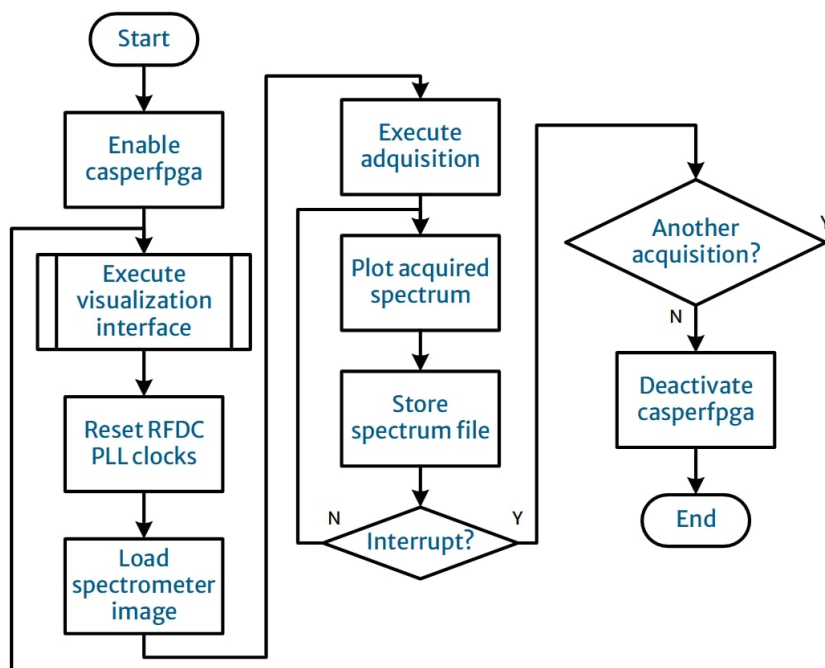 Start
Enable
casperfpga
Execute
visualization
interface
Reset RFDC
PLL clocks
Load
spectrometer
image
Execute
adquisition
Plot acquired
spectrum
Store
spectrum file
N
Interrupt?
Y
Another
acquisition?
Y
N
Deactivate
casperfpga
End